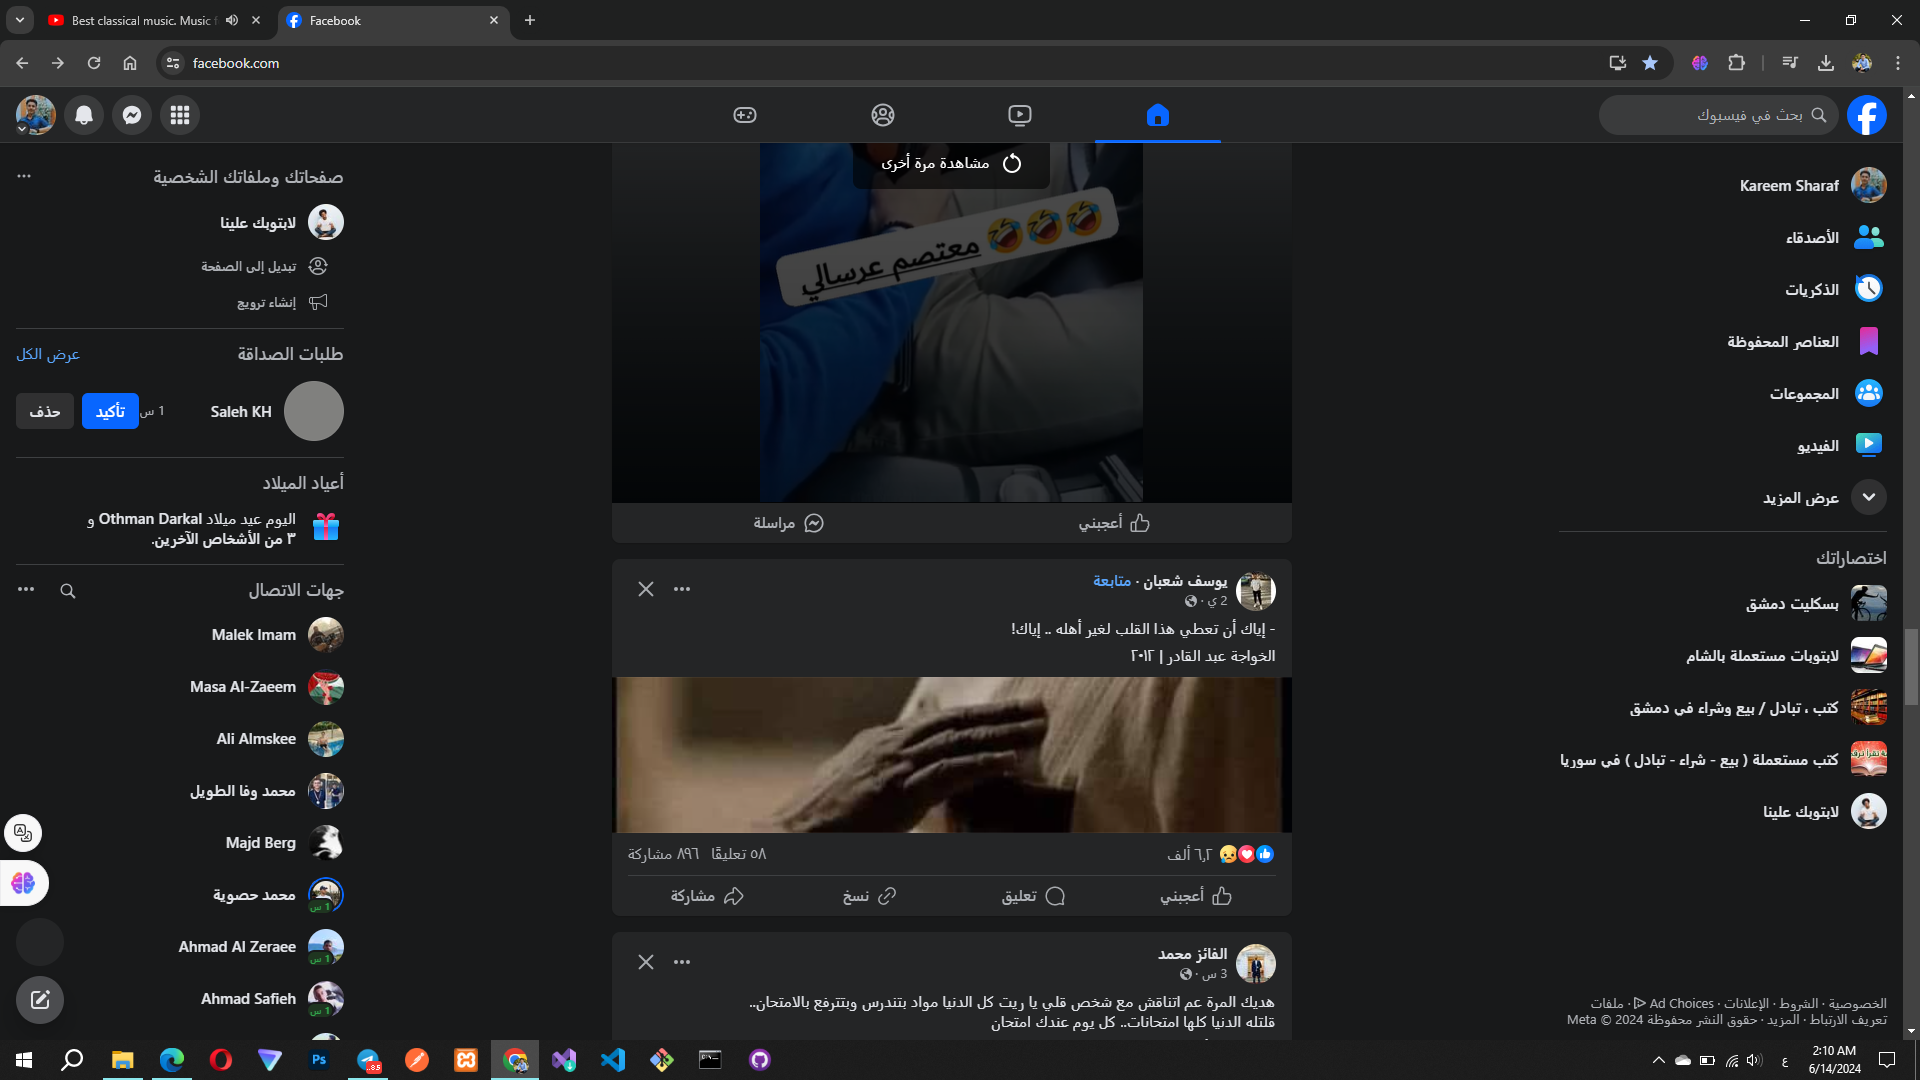 Best classical music. Music f
Facebook
facebook.com
بحث في فيسبوك
صفحاتك وملفاتك الشخصية
لابتوبك علينا
تبديل إلى الصفحة
إنشاء ترويج
طلبات الصداقة
عرض الكل
Saleh KH
1 س
تأكيد
حذف
أعياد الميلاد
اليوم عيد ميلاد Othman Darkal و
٣ من الأشخاص الآخرين.
جهات الاتصال
Malek Imam
Masa Al-Zaeem
Ali Almskee
محمد وفا الطويل
Majd Berg
محمد حصوية
1 س
Ahmad Al Zeraee
1 س
Ahmad Safieh
1 س
مشاهدة مرة أخرى
معتصم عرسالي 🤣🤣🤣
أعجبني
مراسلة
يوسف شعبان · متابعة
2 ي ·
- إياك أن تعطي هذا القلب لغير أهله .. إياك!
الخواجة عبد القادر | ٢٠١٢
٦٫٢ ألف
٥٨ تعليقًا
٨٩٦ مشاركة
أعجبني
تعليق
نسخ
مشاركة
الفائز محمد
3 س ·
هديك المرة عم اتناقش مع شخص قلي يا ريت كل الدنيا مواد بتندرس وبتترفع بالامتحان..
قلتله الدنيا كلها امتحانات.. كل يوم عندك امتحان
Kareem Sharaf
الأصدقاء
الذكريات
العناصر المحفوظة
المجموعات
الفيديو
عرض المزيد
اختصاراتك
بسكليت دمشق
لابتوبات مستعملة بالشام
كتب ، تبادل / بيع وشراء في دمشق
كتب مستعملة ( بيع - شراء - تبادل ) في سوريا
لابتوبك علينا
الخصوصية · الشروط · الإعلانات · Ad Choices · ملفات
تعريف الارتباط · المزيد · حقوق النشر محفوظة Meta © 2024
Ps
..85
ع
2:10 AM
6/14/2024